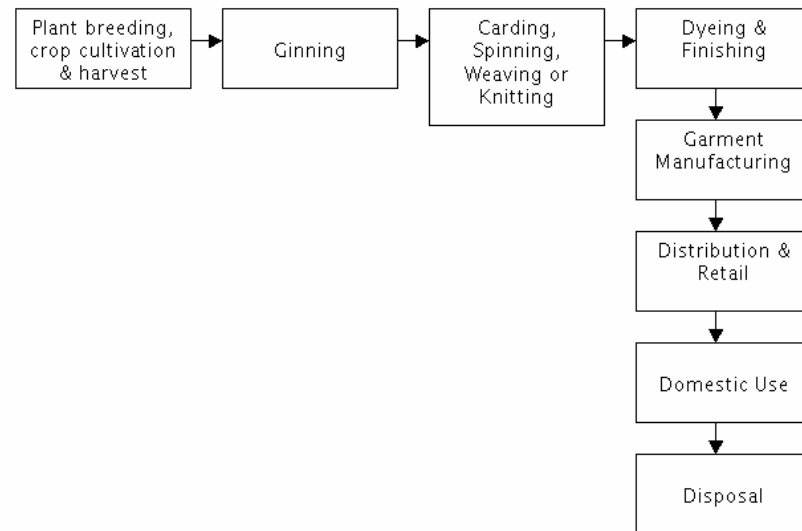 Plant breeding,
crop cultivation
& harvest
Ginning
Carding,
Spinning,
Weaving or
Knitting
Dyeing &
Finishing
Garment
Manufacturing
Distribution &
Retail
Domestic Use
Disposal